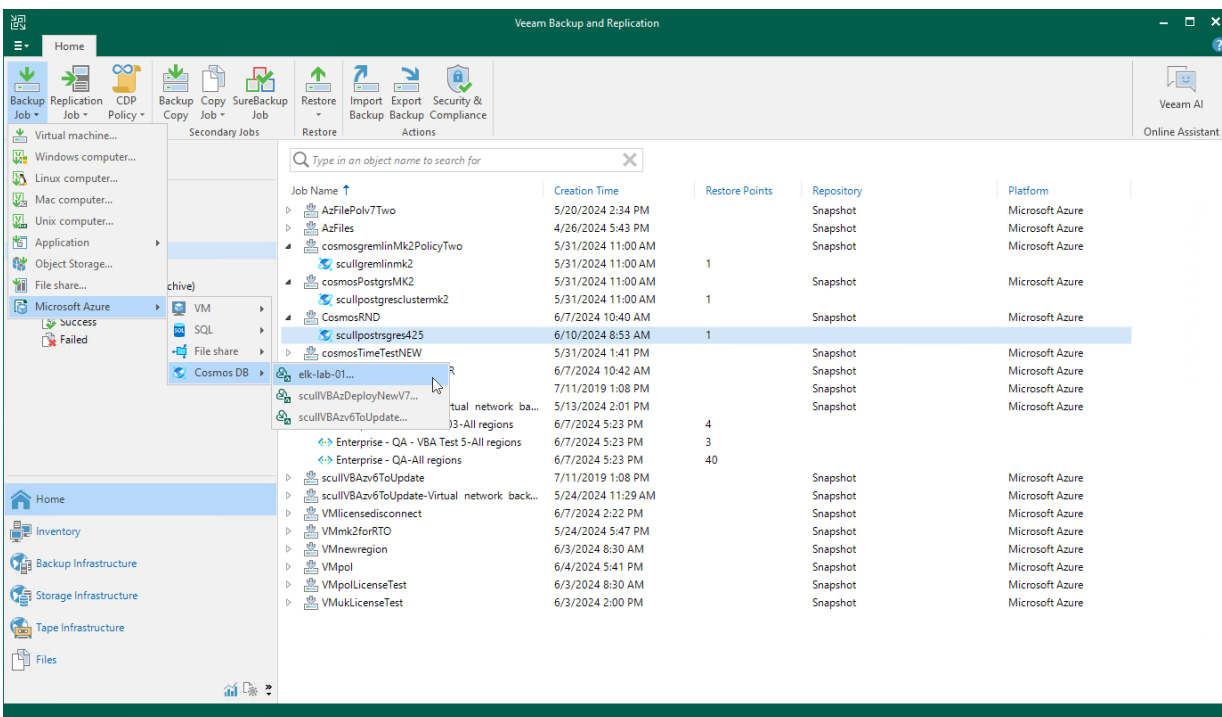 Veeam Backup and Replication
Home
Backup Job
Replication Job
CDP Policy
Backup Copy
Copy Job
SureBackup Job
Restore
Import Backup
Export Backup
Security & Compliance
Veeam AI
Secondary Jobs
Restore
Actions
Online Assistant
Virtual machine...
Windows computer...
Linux computer...
Mac computer...
Unix computer...
Application
Object Storage...
File share...
Microsoft Azure
chive)
Success
Failed
VM
SQL
File share
Cosmos DB
elk-lab-01...
scullVBAzDeployNewV7...
scullVBAzv6ToUpdate...
Type in an object name to search for
Job Name Creation Time Restore Points Repository Platform
AzFilePolv7Two 5/20/2024 2:34 PM Snapshot Microsoft Azure
AzFiles 4/26/2024 5:43 PM Snapshot Microsoft Azure
cosmosgremlinMk2PolicyTwo 5/31/2024 11:00 AM Snapshot Microsoft Azure
scullgremlinmk2 5/31/2024 11:00 AM 1
cosmosPostgrsMK2 5/31/2024 11:00 AM Snapshot Microsoft Azure
scullpostgresclustermk2 5/31/2024 11:00 AM 1
CosmosRND 6/7/2024 10:40 AM Snapshot Microsoft Azure
scullpostrsgres425 6/10/2024 8:53 AM 1
cosmosTimeTestNEW 5/31/2024 1:41 PM Snapshot Microsoft Azure
R 6/7/2024 10:42 AM Snapshot Microsoft Azure
7/11/2019 1:08 PM Snapshot Microsoft Azure
tual network ba... 5/13/2024 2:01 PM Snapshot Microsoft Azure
03-All regions 6/7/2024 5:23 PM 4
Enterprise - QA - VBA Test 5-All regions 6/7/2024 5:23 PM 3
Enterprise - QA-All regions 6/7/2024 5:23 PM 40
scullVBAzv6ToUpdate 7/11/2019 1:08 PM Snapshot Microsoft Azure
scullVBAzv6ToUpdate-Virtual network back... 5/24/2024 11:29 AM Snapshot Microsoft Azure
VMlicensedisconnect 6/7/2024 2:22 PM Snapshot Microsoft Azure
VMmk2forRTO 5/24/2024 5:47 PM Snapshot Microsoft Azure
VMnewregion 6/3/2024 8:30 AM Snapshot Microsoft Azure
VMpol 6/4/2024 5:41 PM Snapshot Microsoft Azure
VMpolLicenseTest 6/3/2024 8:30 AM Snapshot Microsoft Azure
VMukLicenseTest 6/3/2024 2:00 PM Snapshot Microsoft Azure
Home
Inventory
Backup Infrastructure
Storage Infrastructure
Tape Infrastructure
Files